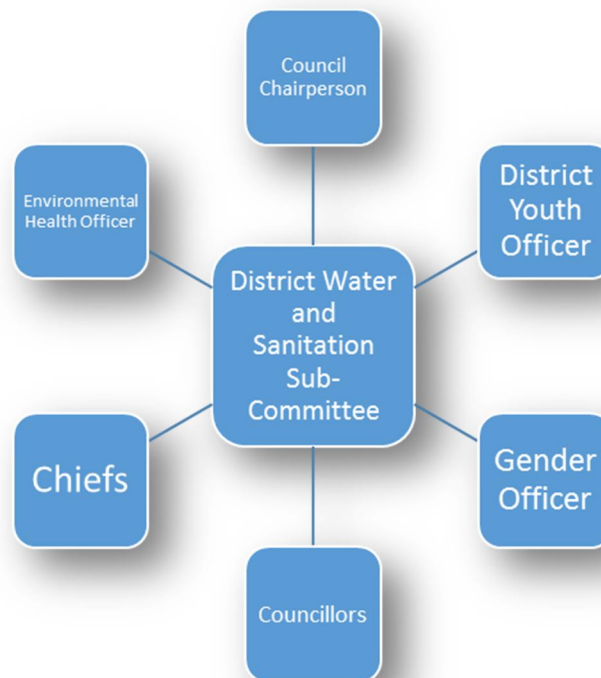 Council
Chairperson
District
Youth
Officer
Environmental
Health Officer
District Water
and
Sanitation
Sub-
Committee
Chiefs
Gender
Officer
Councillors